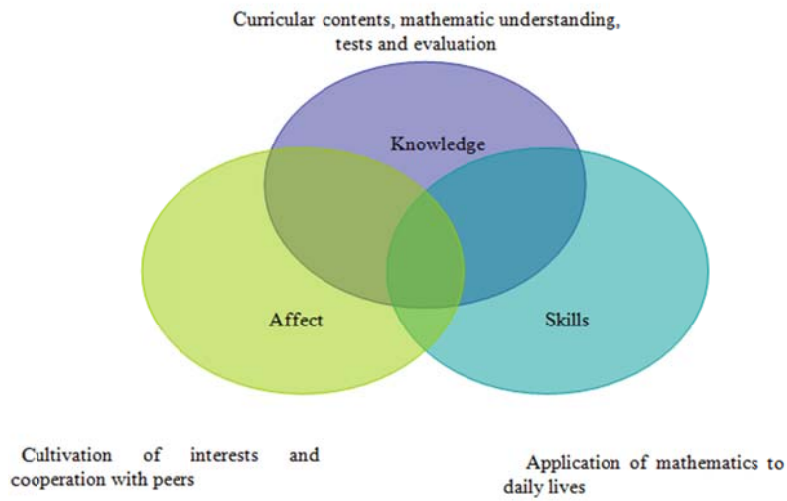 Curricular contents, mathematic understanding,
tests and evaluation
Knowledge
Affect
Skills
Cultivation of interests and
cooperation with peers
Application of mathematics to
daily lives